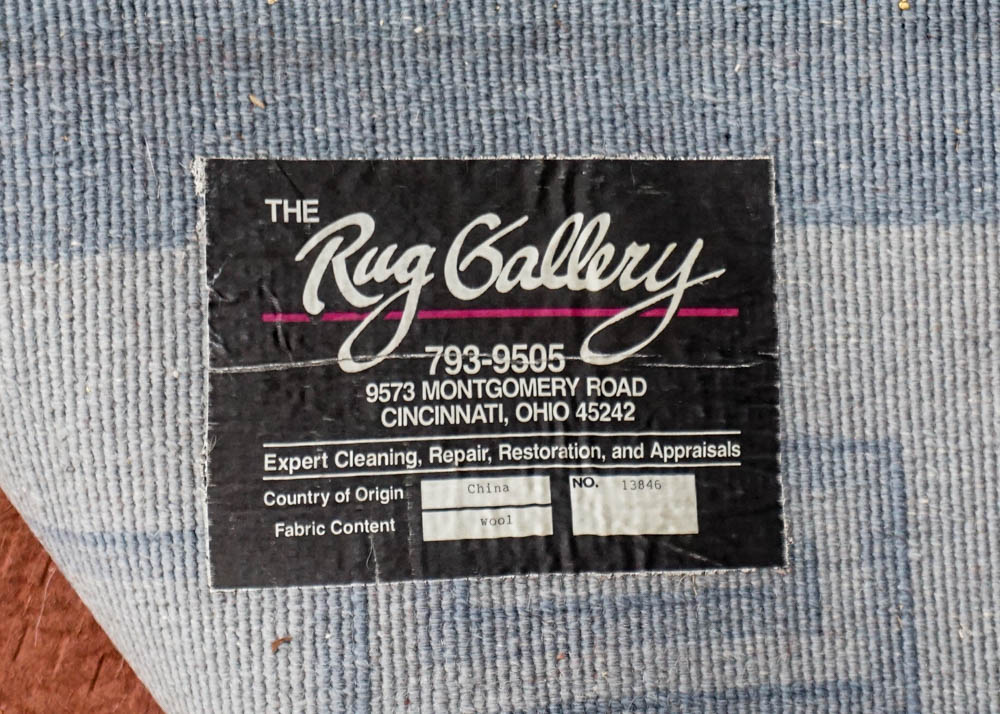 THE
Rug Gallery
793-9505
9573 MONTGOMERY ROAD
CINCINNATI, OHIO 45242
Expert Cleaning, Repair, Restoration, and Appraisals
Country of Origin China NO. 13846
Fabric Content wool